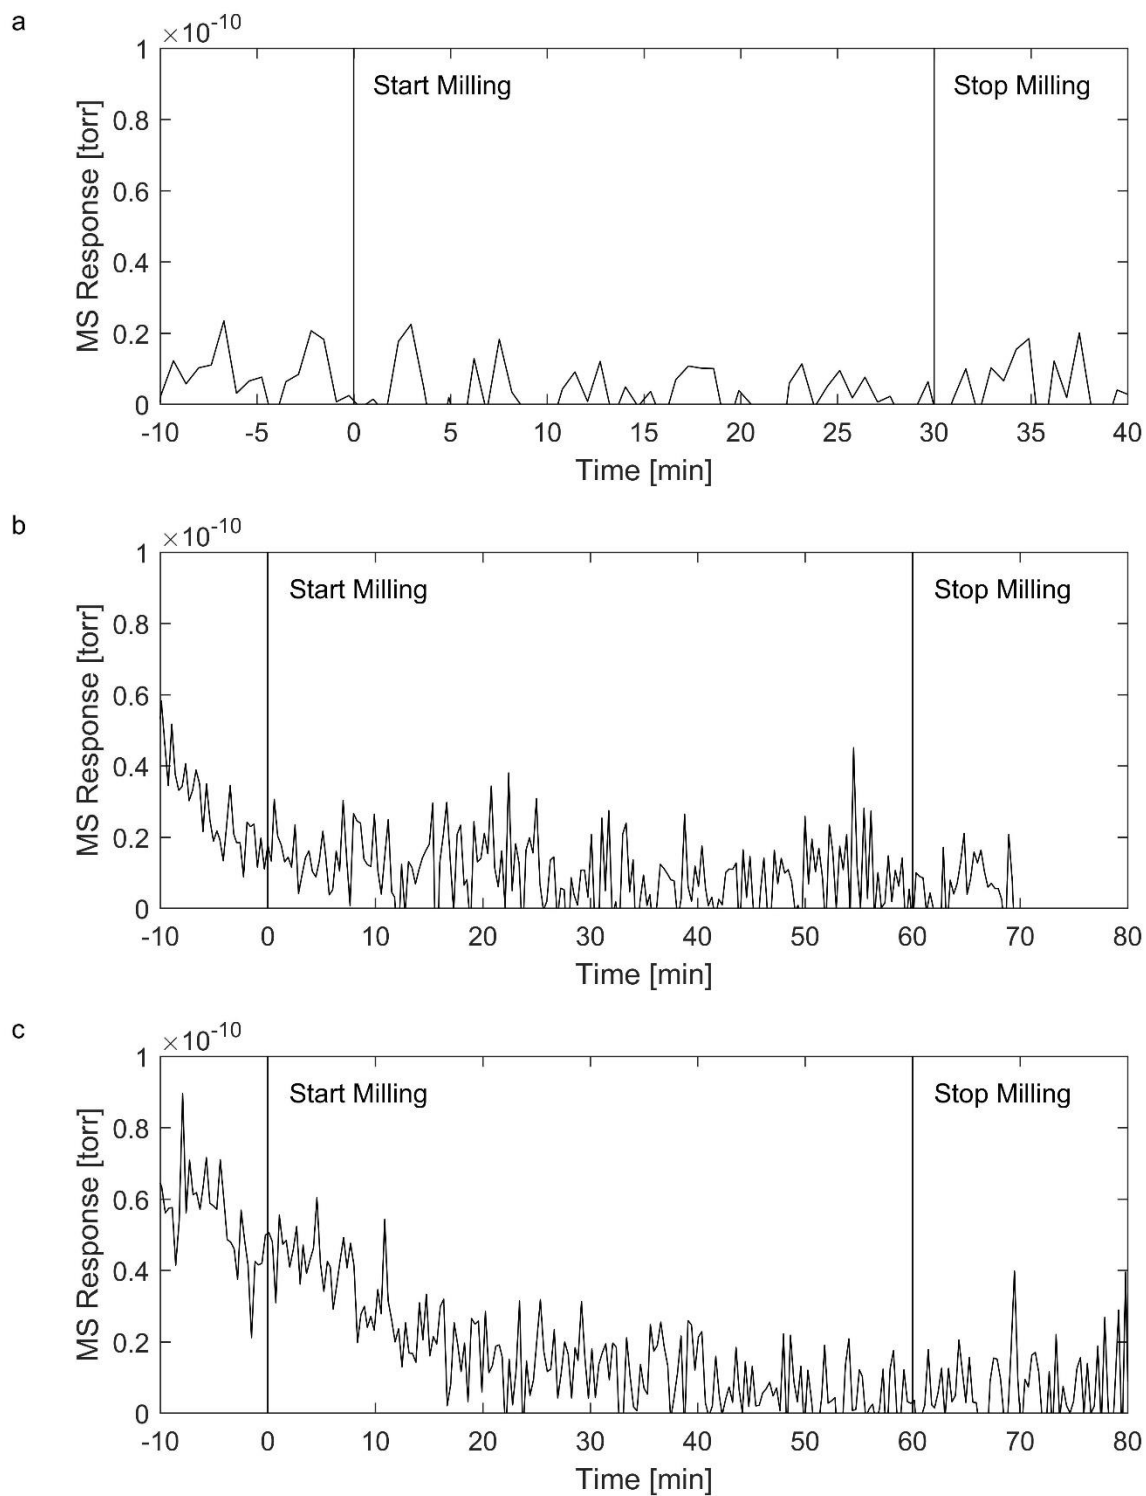 a
×10⁻¹⁰
1
0.8
0.6
0.4
0.2
0
MS Response [torr]
Start Milling
Stop Milling
-10 -5 0 5 10 15 20 25 30 35 40
Time [min]
b
×10⁻¹⁰
1
0.8
0.6
0.4
0.2
0
MS Response [torr]
Start Milling
Stop Milling
-10 0 10 20 30 40 50 60 70 80
Time [min]
c
×10⁻¹⁰
1
0.8
0.6
0.4
0.2
0
MS Response [torr]
Start Milling
Stop Milling
-10 0 10 20 30 40 50 60 70 80
Time [min]